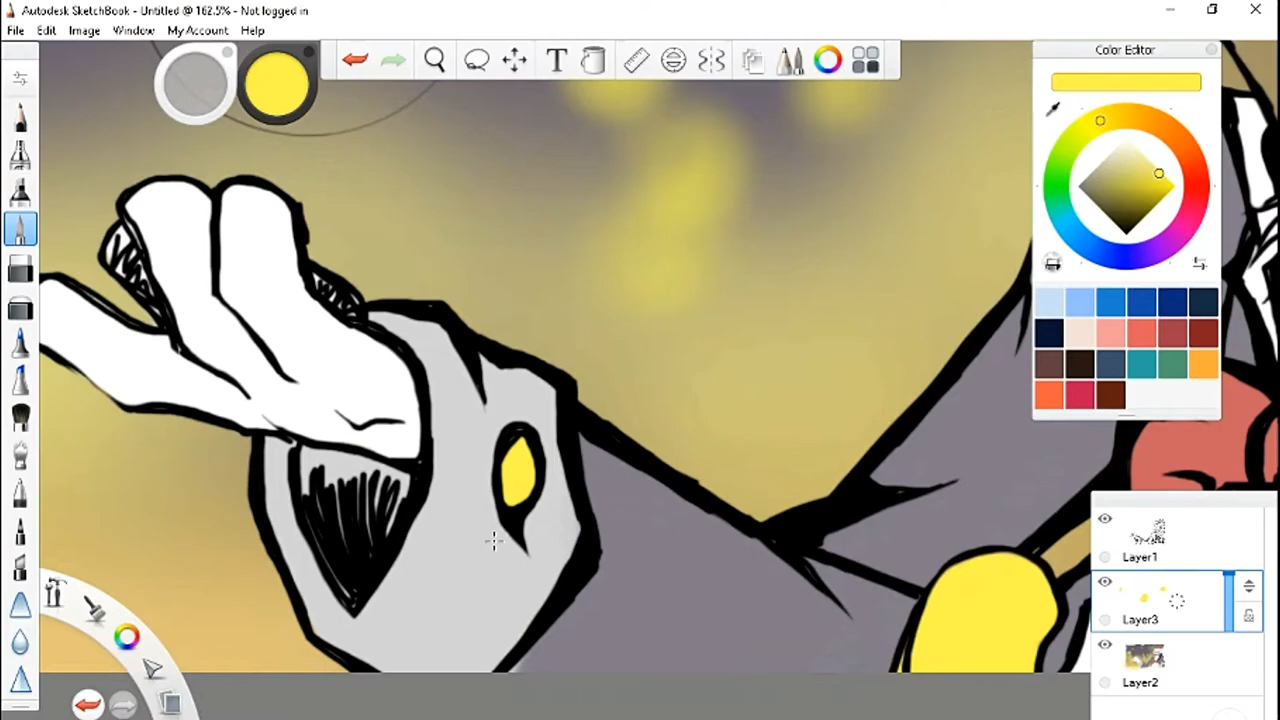 Autodesk SketchBook - Untitled @ 162.5% - Not logged in
File Edit Image Window My Account Help
T
Color Editor
Layer1
Layer3
Layer2